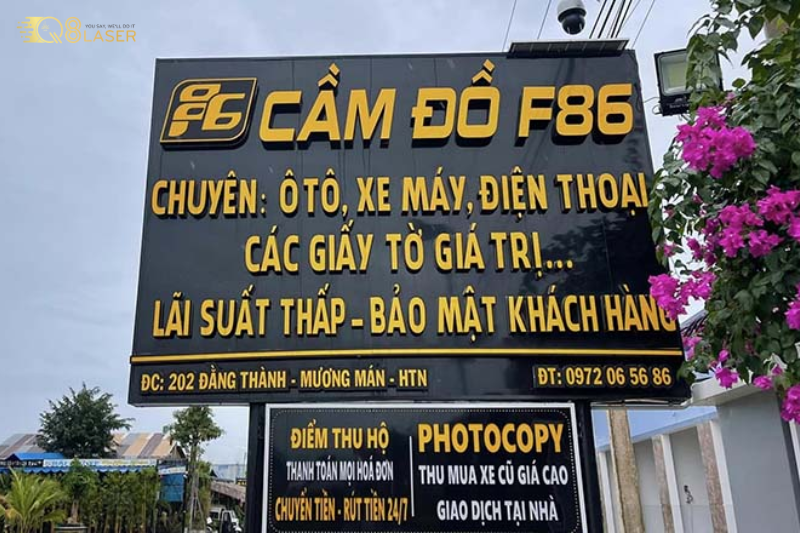 Q8 LASER
YOU SAY, WE'LL DO IT
F86 CẦM ĐỒ F86
CHUYÊN: Ô TÔ, XE MÁY, ĐIỆN THOẠI
CÁC GIẤY TỜ GIÁ TRỊ...
LÃI SUẤT THẤP - BẢO MẬT KHÁCH HÀNG
ĐC: 202 ĐẰNG THÀNH - MƯƠNG MÁN - HTN
ĐT: 0972 06 56 86
ĐIỂM THU HỘ
THANH TOÁN MỌI HOÁ ĐƠN
CHUYỂN TIỀN - RÚT TIỀN 24/7
PHOTOCOPY
THU MUA XE CŨ GIÁ CAO
GIAO DỊCH TẠI NHÀ